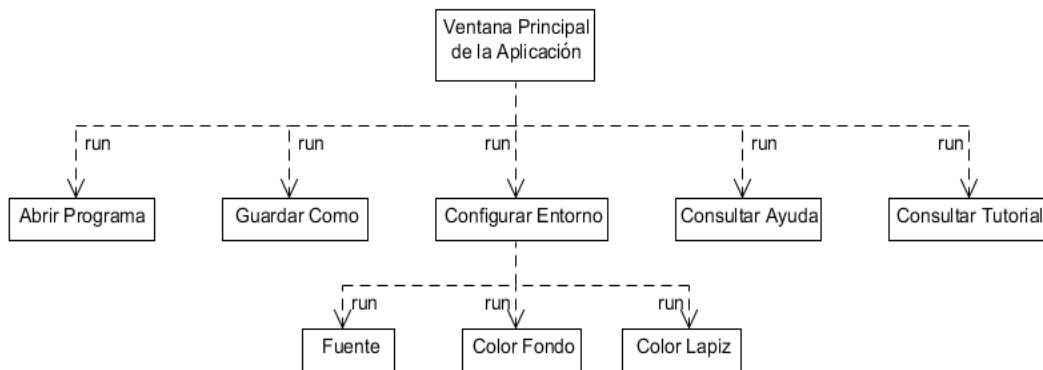 Ventana Principal
de la Aplicación
run
run
run
run
run
Abrir Programa
Guardar Como
Configurar Entorno
Consultar Ayuda
Consultar Tutorial
run
run
run
Fuente
Color Fondo
Color Lapiz